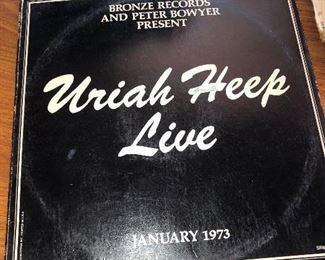 BRONZE RECORDS
AND PETER BOWYER
PRESENT
Uriah Heep
Live
JANUARY 1973